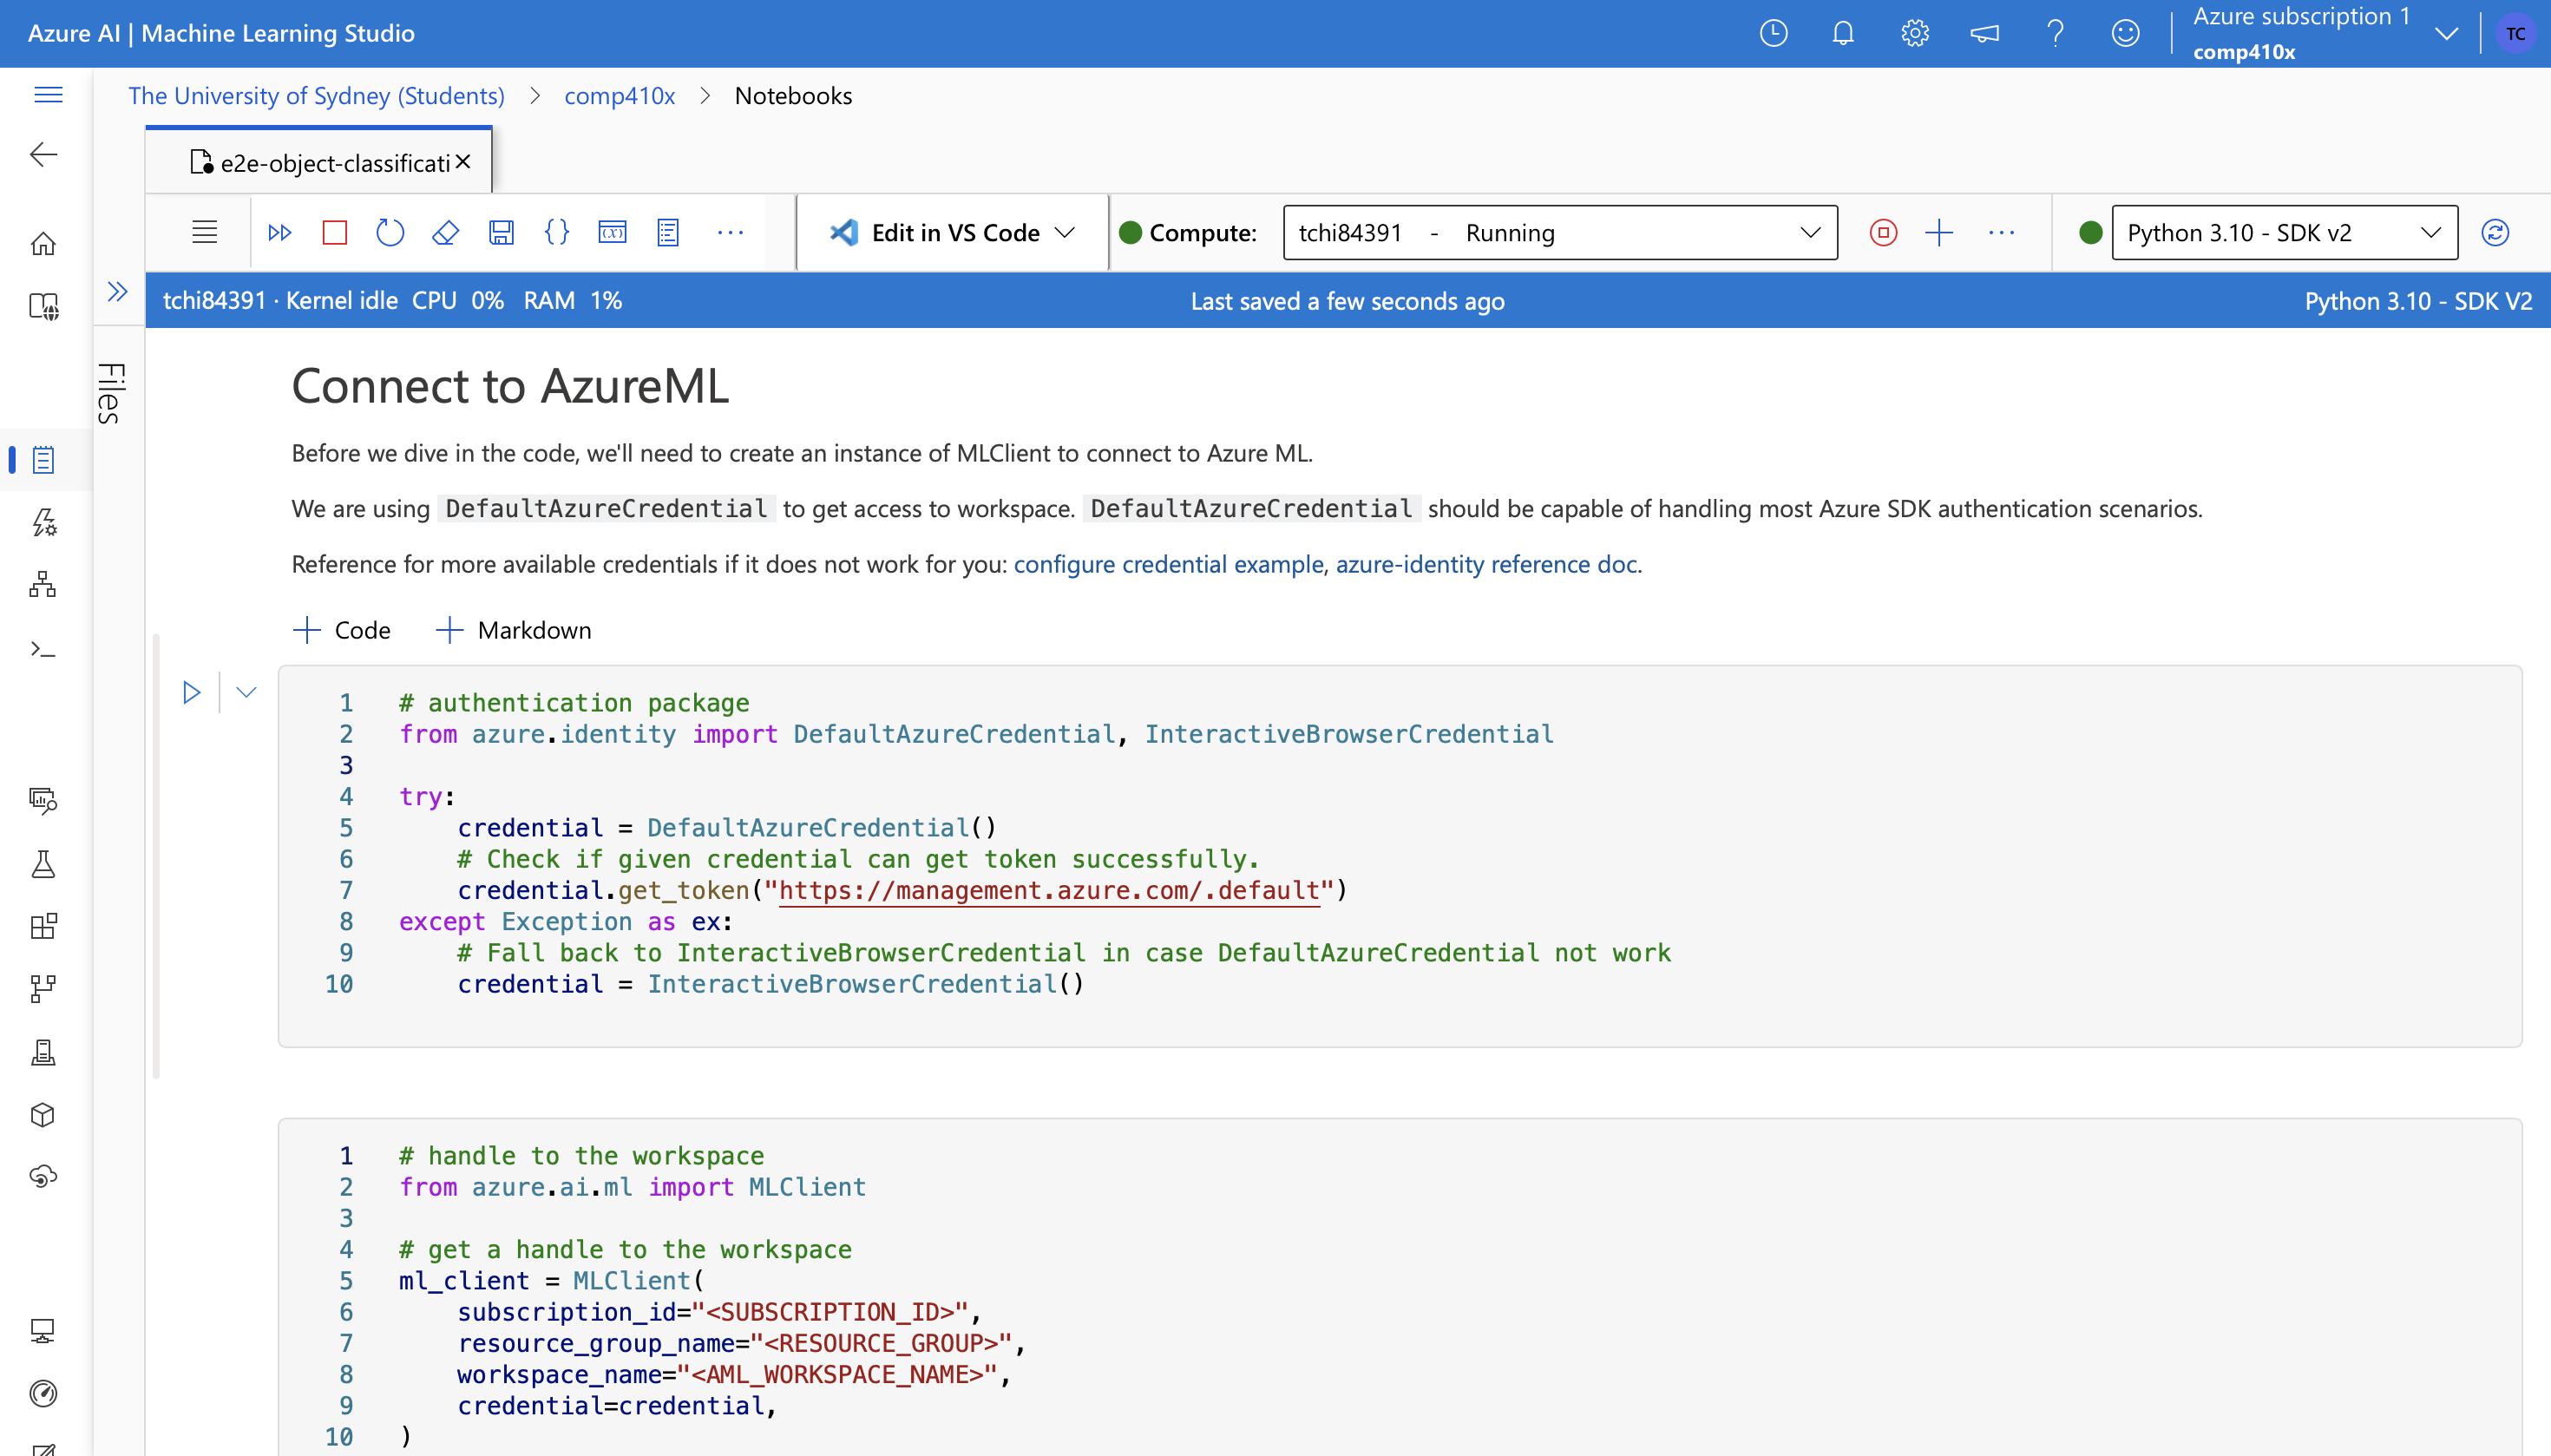 Azure AI | Machine Learning Studio
Azure subscription 1
comp410x
TC
The University of Sydney (Students) > comp410x > Notebooks
e2e-object-classificati
Edit in VS Code
Compute:
tchi84391 - Running
Python 3.10 - SDK v2
tchi84391 · Kernel idle CPU 0% RAM 1%
Last saved a few seconds ago
Python 3.10 - SDK V2
Files
Connect to AzureML
Before we dive in the code, we'll need to create an instance of MLClient to connect to Azure ML.
We are using DefaultAzureCredential to get access to workspace. DefaultAzureCredential should be capable of handling most Azure SDK authentication scenarios.
Reference for more available credentials if it does not work for you: configure credential example, azure-identity reference doc.
+ Code + Markdown
1 # authentication package
2 from azure.identity import DefaultAzureCredential, InteractiveBrowserCredential
3
4 try:
5     credential = DefaultAzureCredential()
6     # Check if given credential can get token successfully.
7     credential.get_token("https://management.azure.com/.default")
8 except Exception as ex:
9     # Fall back to InteractiveBrowserCredential in case DefaultAzureCredential not work
10     credential = InteractiveBrowserCredential()
1 # handle to the workspace
2 from azure.ai.ml import MLClient
3
4 # get a handle to the workspace
5 ml_client = MLClient(
6     subscription_id="<SUBSCRIPTION_ID>",
7     resource_group_name="<RESOURCE_GROUP>",
8     workspace_name="<AML_WORKSPACE_NAME>",
9     credential=credential,
10 )